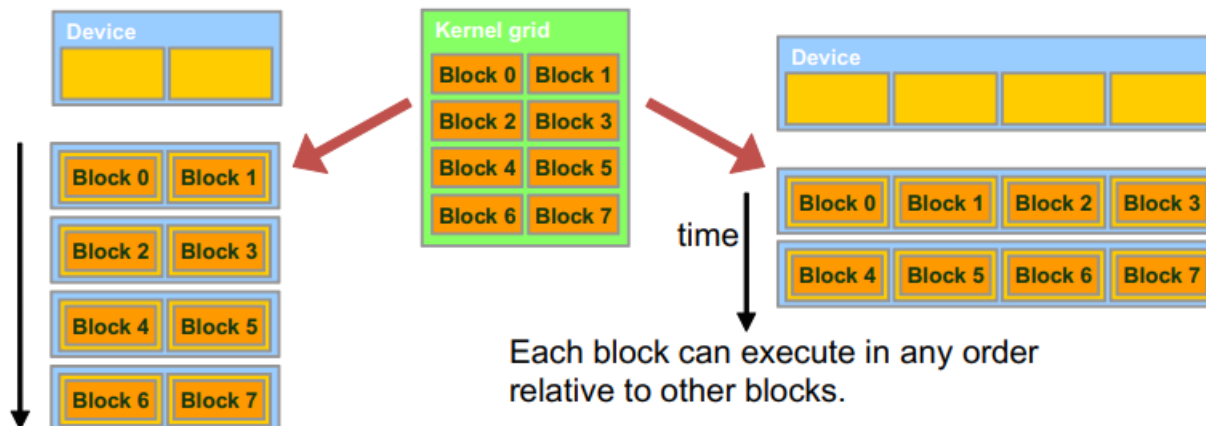 Device
Kernel grid
Block 0 Block 1
Block 2 Block 3
Block 4 Block 5
Block 6 Block 7
Device
Block 0 Block 1
Block 2 Block 3
Block 4 Block 5
Block 6 Block 7
time
Block 0 Block 1 Block 2 Block 3
Block 4 Block 5 Block 6 Block 7
Each block can execute in any order
relative to other blocks.